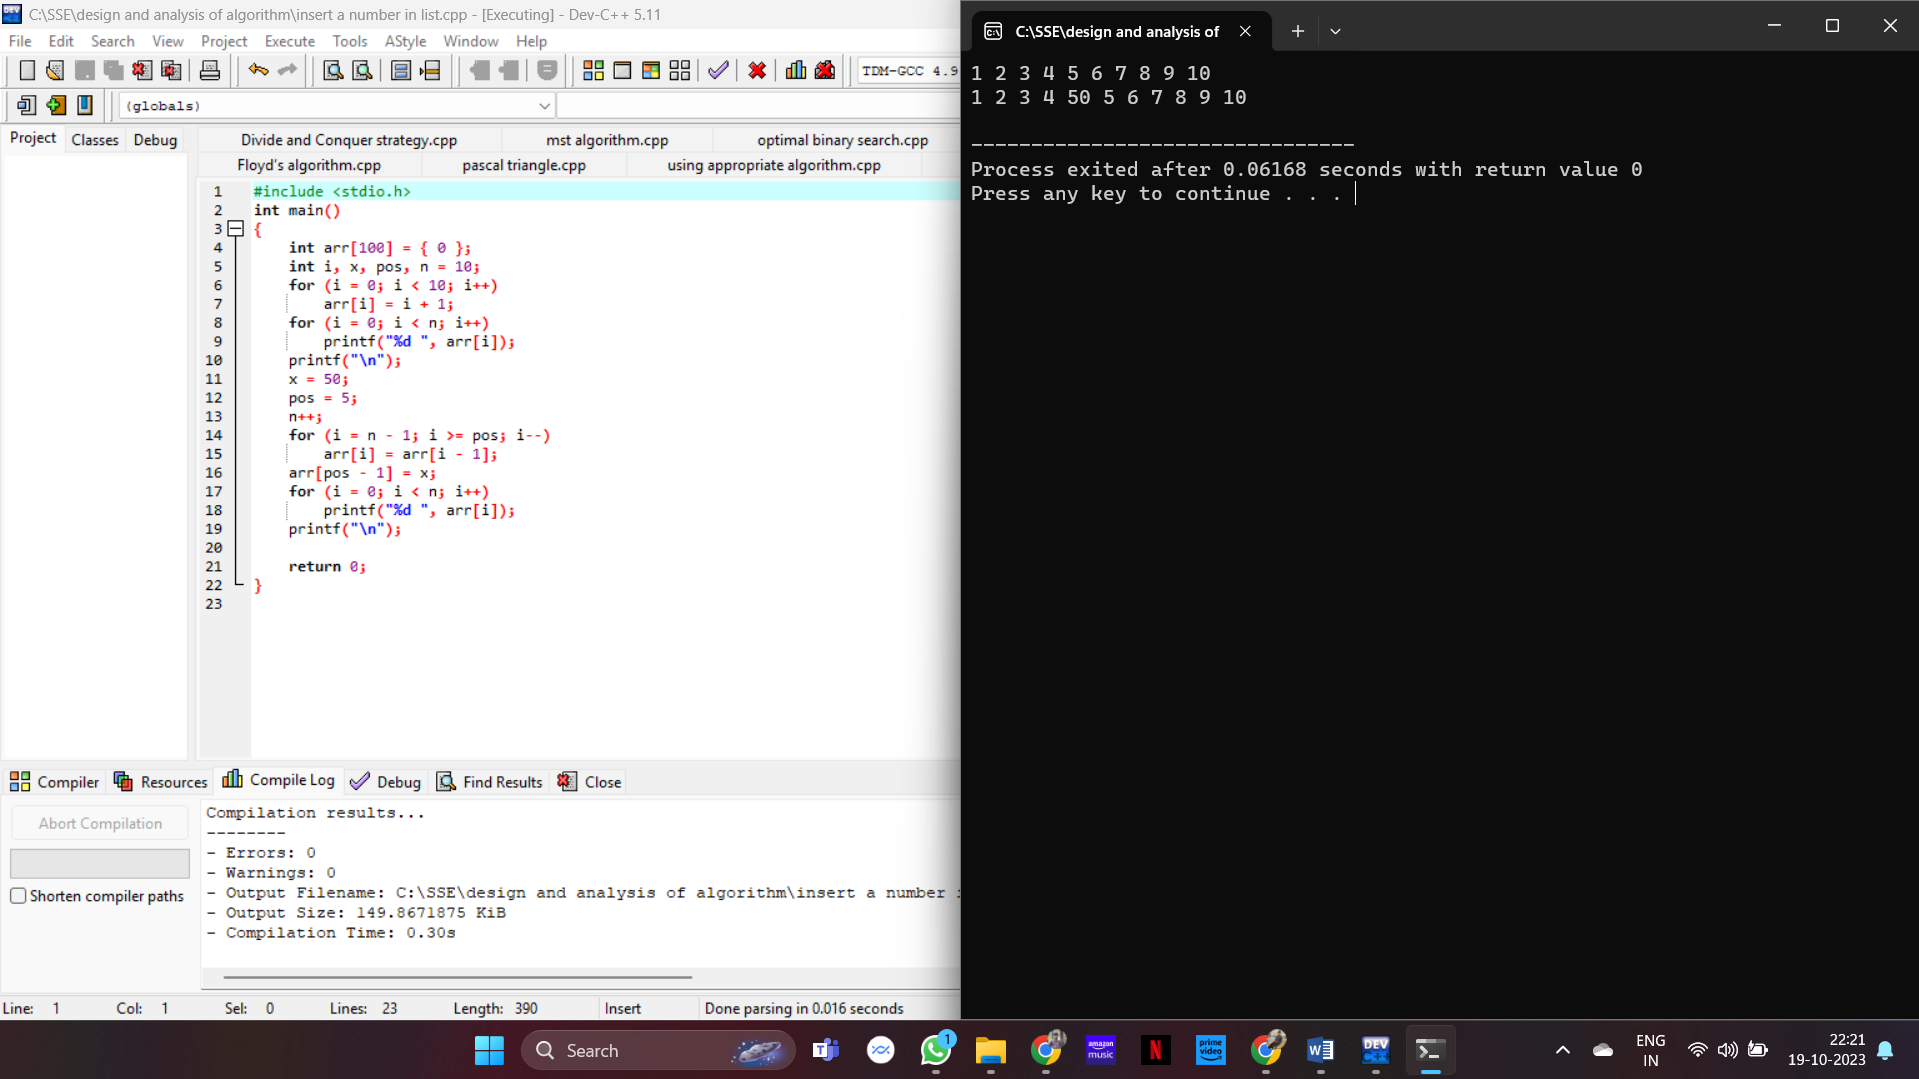 C:\SSE\design and analysis of algorithm\insert a number in list.cpp - [Executing] - Dev-C++ 5.11
File Edit Search View Project Execute Tools AStyle Window Help
TDM-GCC 4.9
(globals)
Project Classes Debug
Divide and Conquer strategy.cpp mst algorithm.cpp optimal binary search.cpp
Floyd's algorithm.cpp pascal triangle.cpp using appropriate algorithm.cpp
1 #include <stdio.h>
2 int main()
3 {
4 int arr[100] = { 0 };
5 int i, x, pos, n = 10;
6 for (i = 0; i < 10; i++)
7 arr[i] = i + 1;
8 for (i = 0; i < n; i++)
9 printf("%d ", arr[i]);
10 printf("\n");
11 x = 50;
12 pos = 5;
13 n++;
14 for (i = n - 1; i >= pos; i--)
15 arr[i] = arr[i - 1];
16 arr[pos - 1] = x;
17 for (i = 0; i < n; i++)
18 printf("%d ", arr[i]);
19 printf("\n");
20
21 return 0;
22 }
23
Compiler Resources Compile Log Debug Find Results Close
Abort Compilation
Shorten compiler paths
Compilation results...
--------
- Errors: 0
- Warnings: 0
- Output Filename: C:\SSE\design and analysis of algorithm\insert a number
- Output Size: 149.8671875 KiB
- Compilation Time: 0.30s
Line: 1 Col: 1 Sel: 0 Lines: 23 Length: 390 Insert Done parsing in 0.016 seconds
C:\SSE\design and analysis of
1 2 3 4 5 6 7 8 9 10
1 2 3 4 50 5 6 7 8 9 10
--------------------------------
Process exited after 0.06168 seconds with return value 0
Press any key to continue . . .
Search
1
amazon music
N
prime video
DEV C++
ENG
IN
22:21
19-10-2023